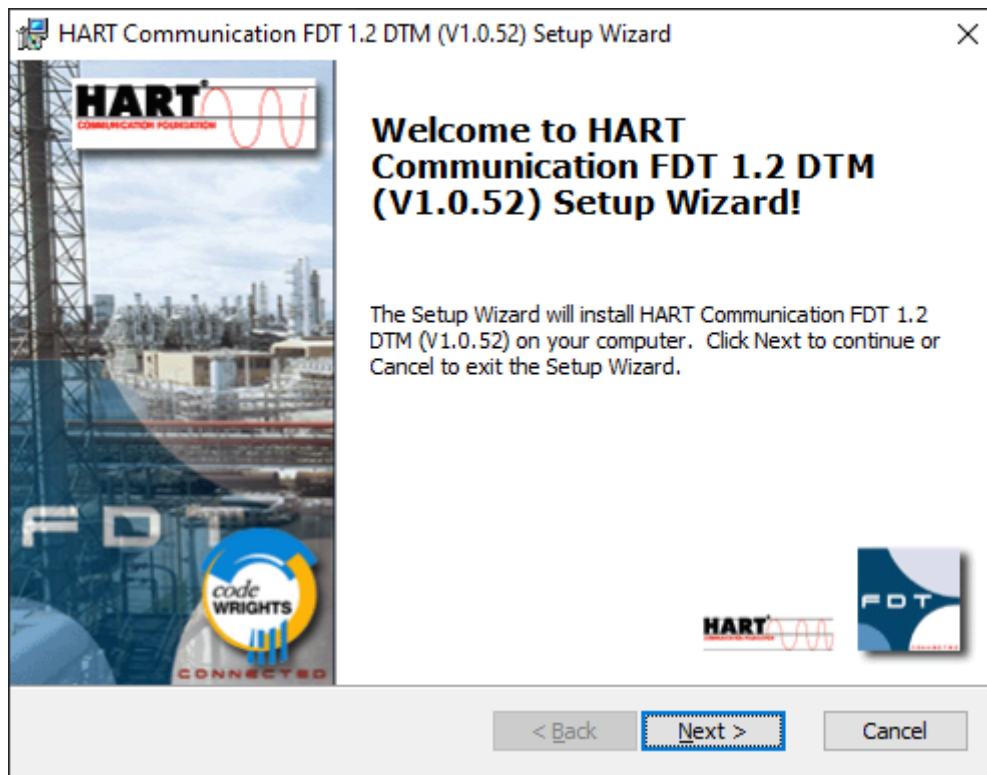 HART Communication FDT 1.2 DTM (V1.0.52) Setup Wizard
HART
COMMUNICATION FOUNDATION
Welcome to HART
Communication FDT 1.2 DTM
(V1.0.52) Setup Wizard!
The Setup Wizard will install HART Communication FDT 1.2
DTM (V1.0.52) on your computer. Click Next to continue or
Cancel to exit the Setup Wizard.
FDT
code
WRIGHTS
CONNECTED
HART
FDT
< Back
Next >
Cancel